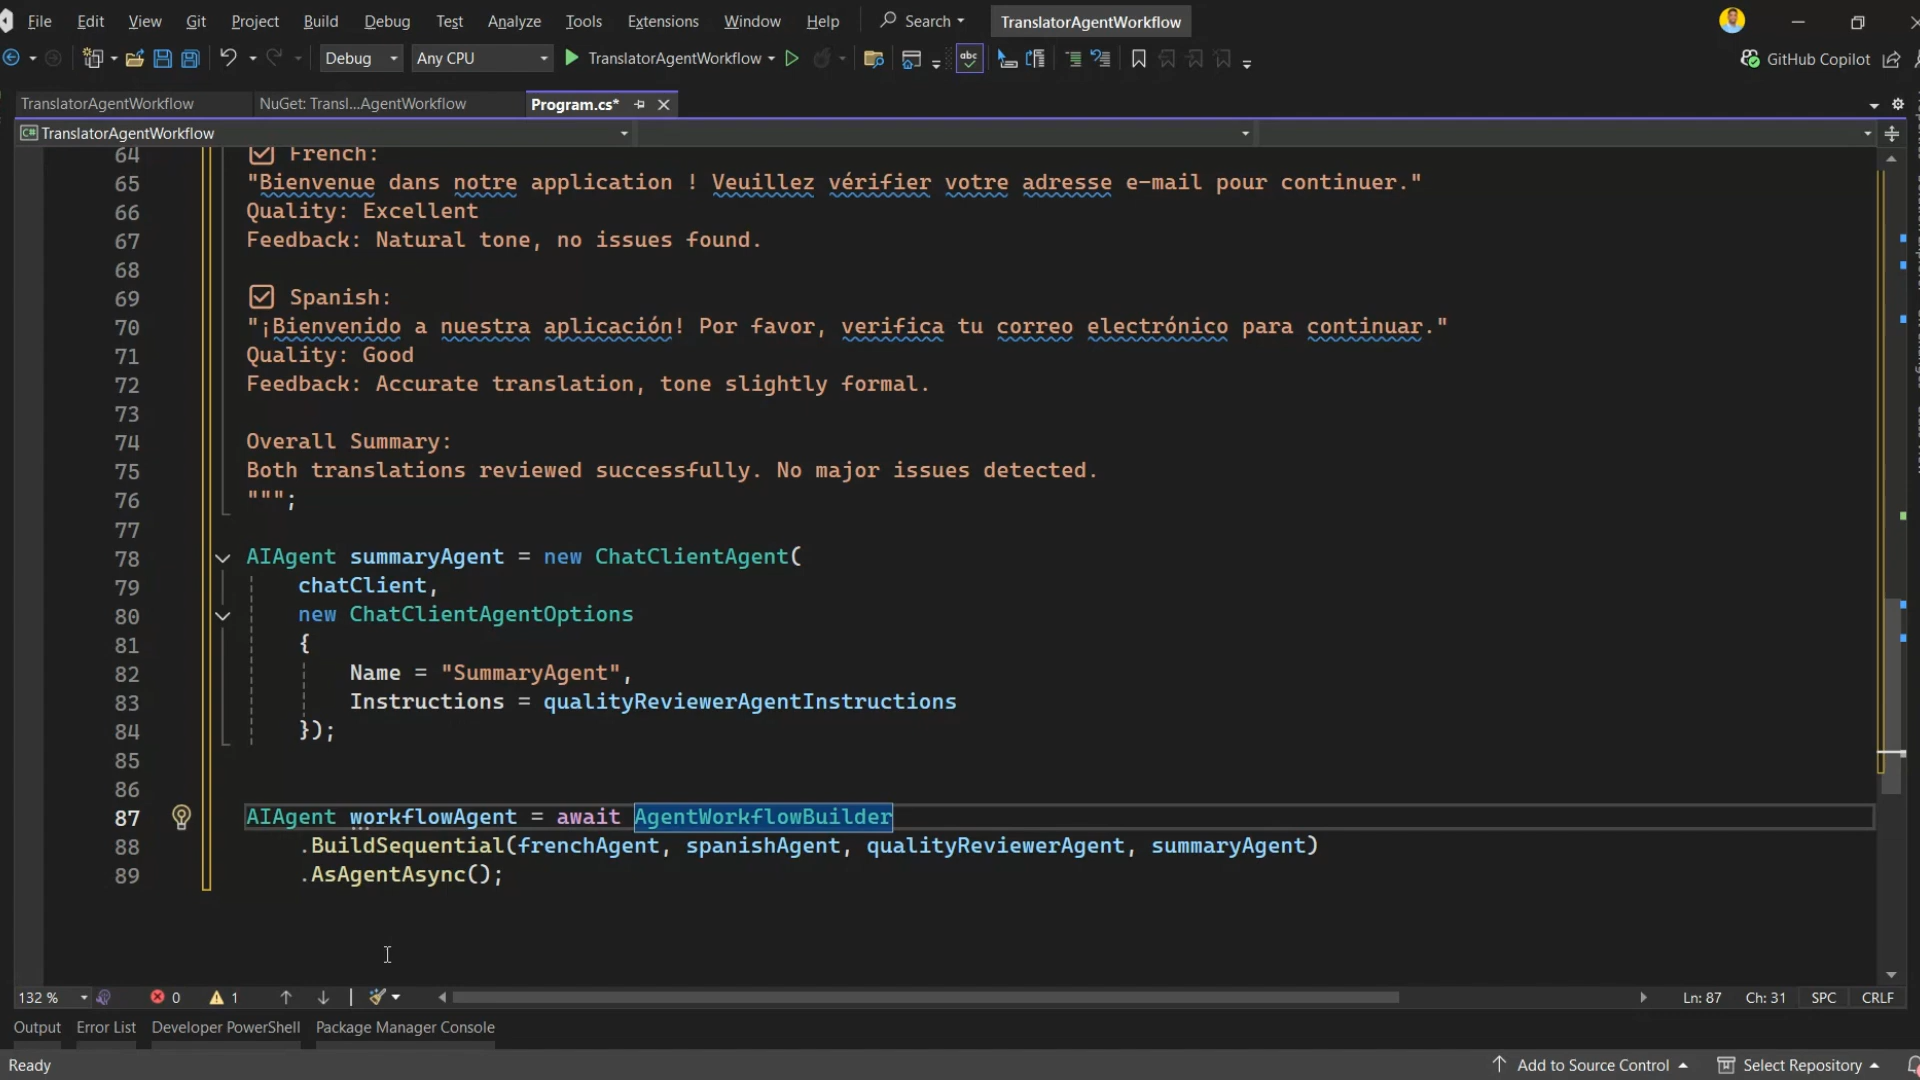 File Edit View Git Project Build Debug Test Analyze Tools Extensions Window Help Search TranslatorAgentWorkflow
Debug Any CPU TranslatorAgentWorkflow abc GitHub Copilot
TranslatorAgentWorkflow NuGet: Transl...AgentWorkflow Program.cs*
C# TranslatorAgentWorkflow
64 French:
65 "Bienvenue dans notre application ! Veuillez vérifier votre adresse e-mail pour continuer."
66 Quality: Excellent
67 Feedback: Natural tone, no issues found.
68
69 Spanish:
70 "¡Bienvenido a nuestra aplicación! Por favor, verifica tu correo electrónico para continuar."
71 Quality: Good
72 Feedback: Accurate translation, tone slightly formal.
73
74 Overall Summary:
75 Both translations reviewed successfully. No major issues detected.
76 """;
77
78 AIAgent summaryAgent = new ChatClientAgent(
79 chatClient,
80 new ChatClientAgentOptions
81 {
82 Name = "SummaryAgent",
83 Instructions = qualityReviewerAgentInstructions
84 });
85
86
87 AIAgent workflowAgent = await AgentWorkflowBuilder
88 .BuildSequential(frenchAgent, spanishAgent, qualityReviewerAgent, summaryAgent)
89 .AsAgentAsync();
132 % 0 1 Ln: 87 Ch: 31 SPC CRLF
Output Error List Developer PowerShell Package Manager Console
Ready Add to Source Control Select Repository